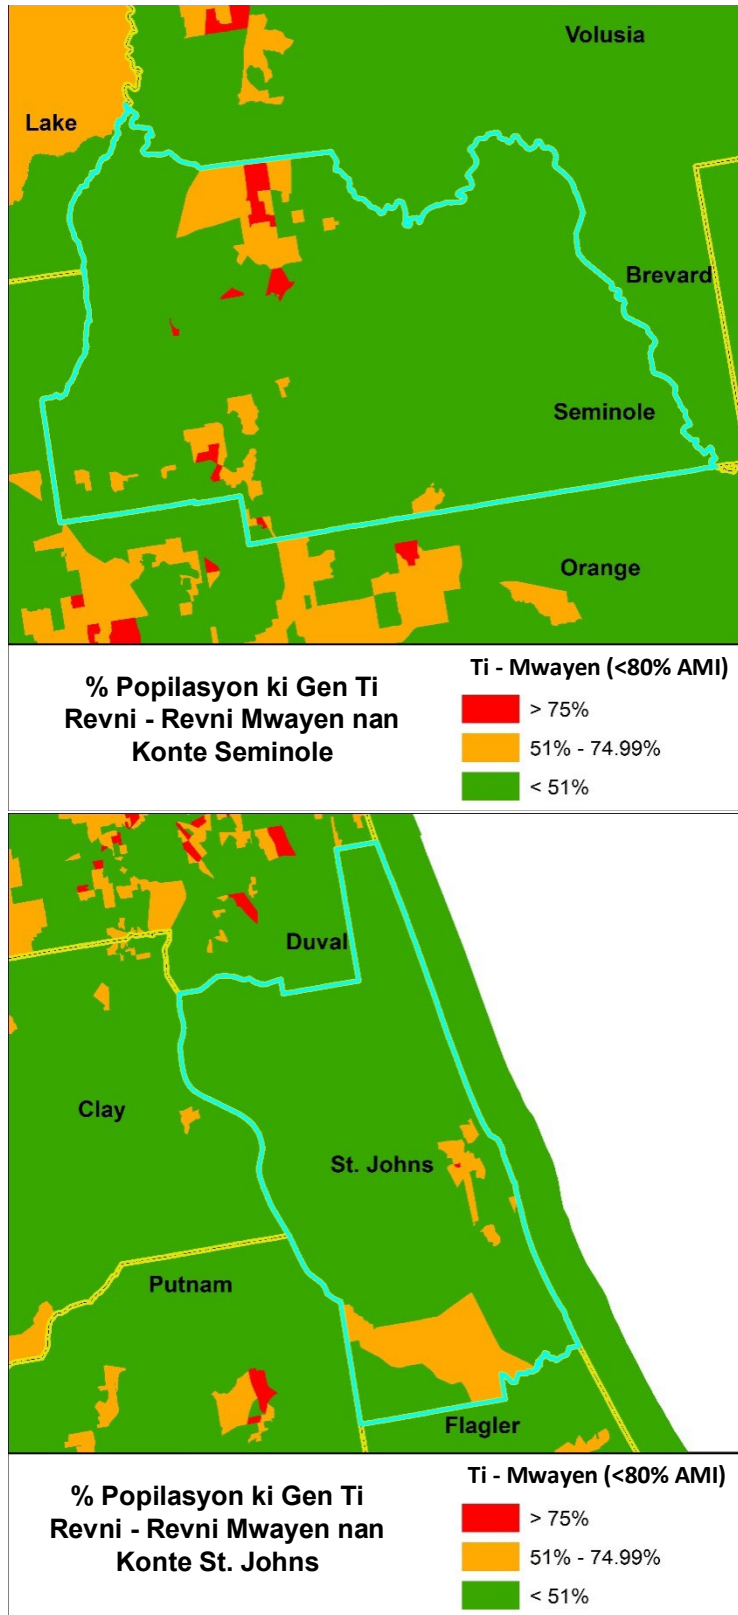 Volusia
Lake
Brevard
Seminole
Orange
% Popilasyon ki Gen Ti
Revni - Revni Mwayen nan
Konte Seminole
Ti - Mwayen (<80% AMI)
> 75%
51% - 74.99%
< 51%
Duval
Clay
St. Johns
Putnam
Flagler
% Popilasyon ki Gen Ti
Revni - Revni Mwayen nan
Konte St. Johns
Ti - Mwayen (<80% AMI)
> 75%
51% - 74.99%
< 51%